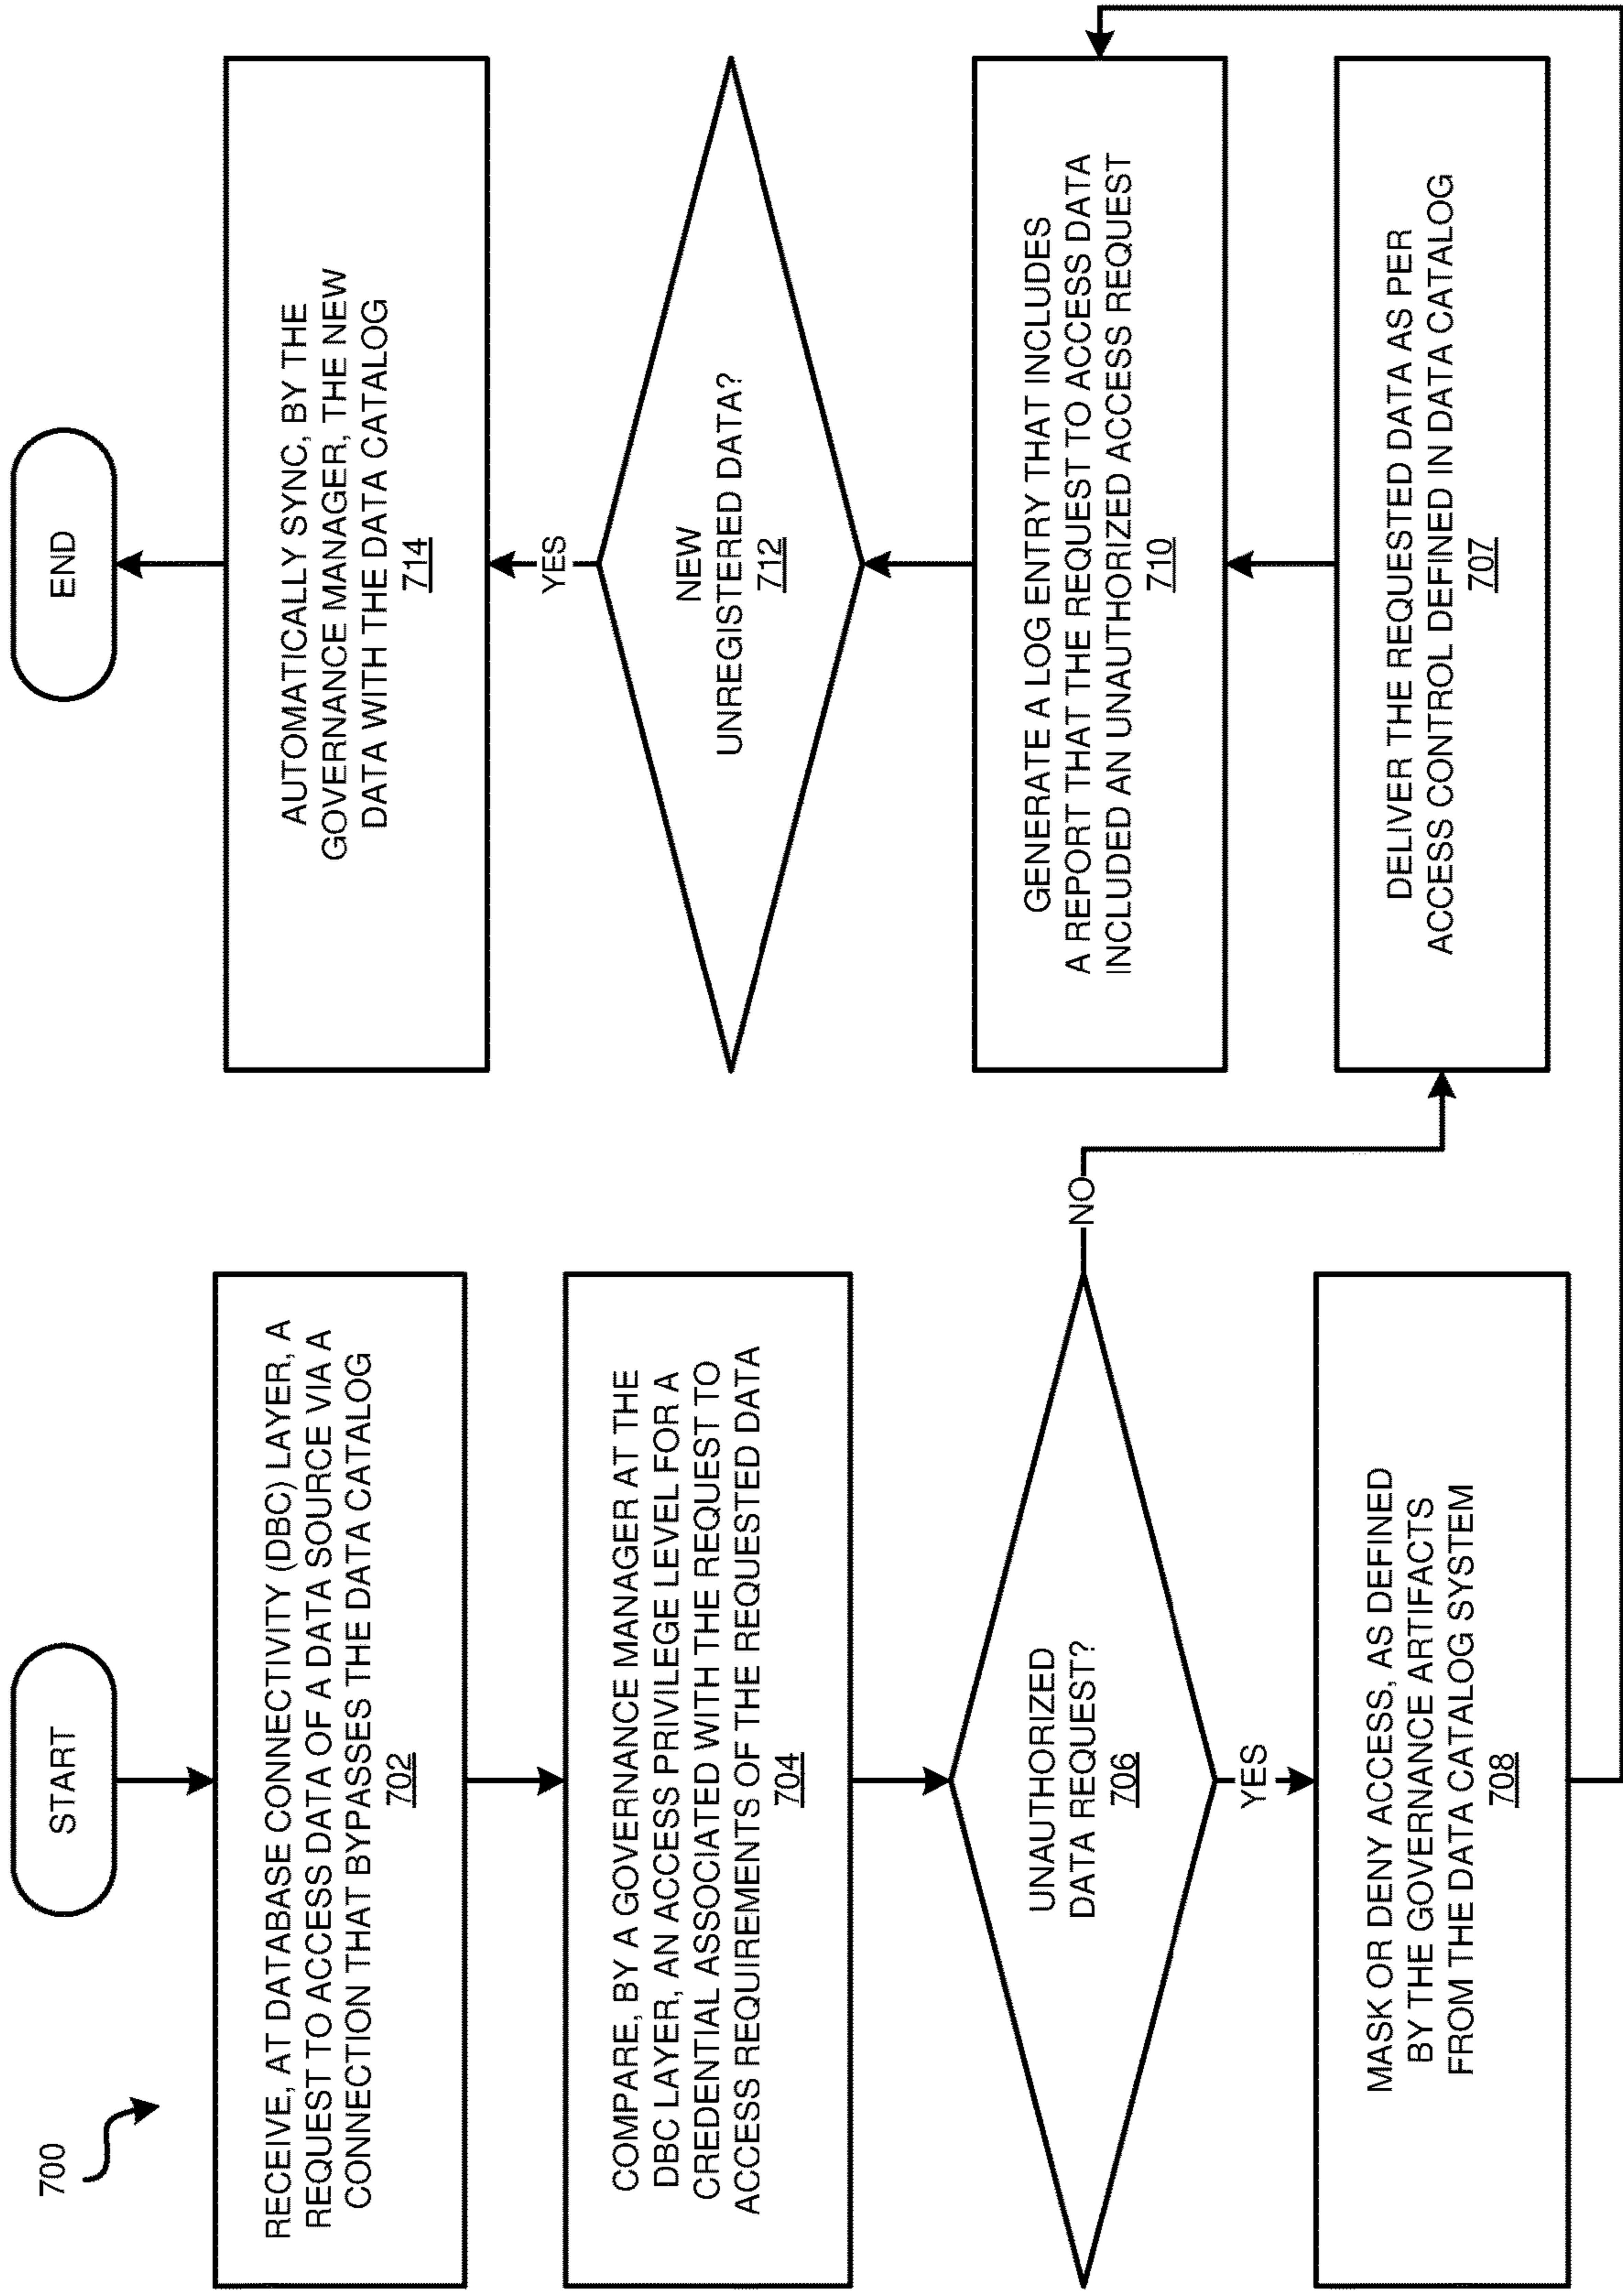 700
START
RECEIVE, AT DATABASE CONNECTIVITY (DBC) LAYER, A
REQUEST TO ACCESS DATA OF A DATA SOURCE VIA A
CONNECTION THAT BYPASSES THE DATA CATALOG
702
COMPARE, BY A GOVERNANCE MANAGER AT THE
DBC LAYER, AN ACCESS PRIVILEGE LEVEL FOR A
CREDENTIAL ASSOCIATED WITH THE REQUEST TO
ACCESS REQUIREMENTS OF THE REQUESTED DATA
704
UNAUTHORIZED
DATA REQUEST?
706
NO
YES
MASK OR DENY ACCESS, AS DEFINED
BY THE GOVERNANCE ARTIFACTS
FROM THE DATA CATALOG SYSTEM
708
DELIVER THE REQUESTED DATA AS PER
ACCESS CONTROL DEFINED IN DATA CATALOG
707
GENERATE A LOG ENTRY THAT INCLUDES
A REPORT THAT THE REQUEST TO ACCESS DATA
INCLUDED AN UNAUTHORIZED ACCESS REQUEST
710
NEW
UNREGISTERED DATA?
712
YES
AUTOMATICALLY SYNC, BY THE
GOVERNANCE MANAGER, THE NEW
DATA WITH THE DATA CATALOG
714
END